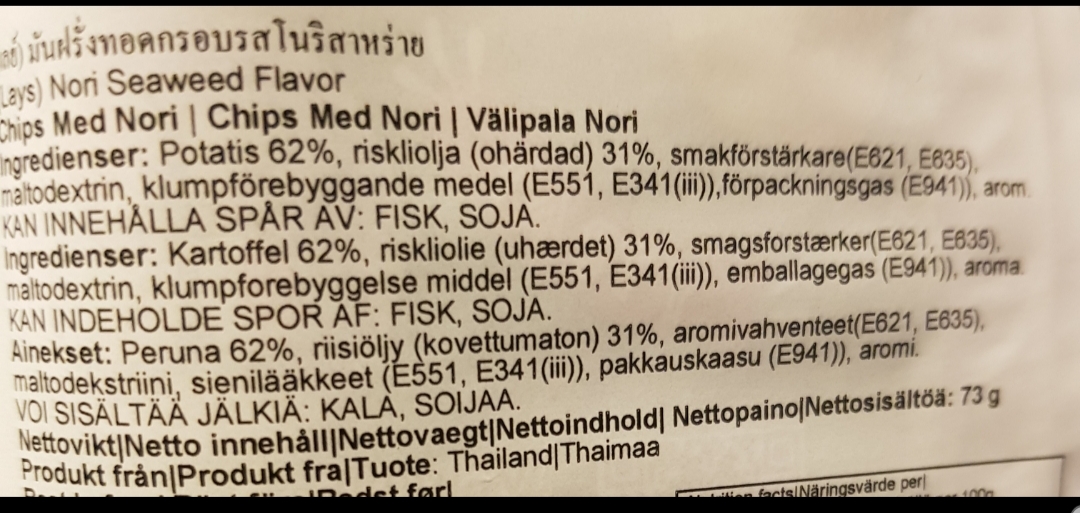 มันฝรั่งทอดกรอบรสโนริสาหร่าย
Lays) Nori Seaweed Flavor
Chips Med Nori | Chips Med Nori | Välipala Nori
Ingredienser: Potatis 62%, riskliolja (ohärdad) 31%, smakförstärkare(E621, E635),
maltodextrin, klumpförebyggande medel (E551, E341(iii)),förpackningsgas (E941)), arom.
KAN INNEHÅLLA SPÅR AV: FISK, SOJA.
Ingredienser: Kartoffel 62%, riskliolie (uhærdet) 31%, smagsforstærker(E621, E635),
maltodextrin, klumpforebyggelse middel (E551, E341(iii)), emballagegas (E941)), aroma.
KAN INDEHOLDE SPOR AF: FISK, SOJA.
Ainekset: Peruna 62%, riisiöljy (kovettumaton) 31%, aromivahventeet(E621, E635),
maltodekstriini, sienilääkkeet (E551, E341(iii)), pakkauskaasu (E941)), aromi.
VOI SISÄLTÄÄ JÄLKIÄ: KALA, SOIJAA.
Nettovikt|Netto innehåll|Nettovaegt|Nettoindhold| Nettopaino|Nettosisältöä: 73 g
Produkt från|Produkt fra|Tuote: Thailand|Thaimaa
facts|Näringsvärde per|
100g